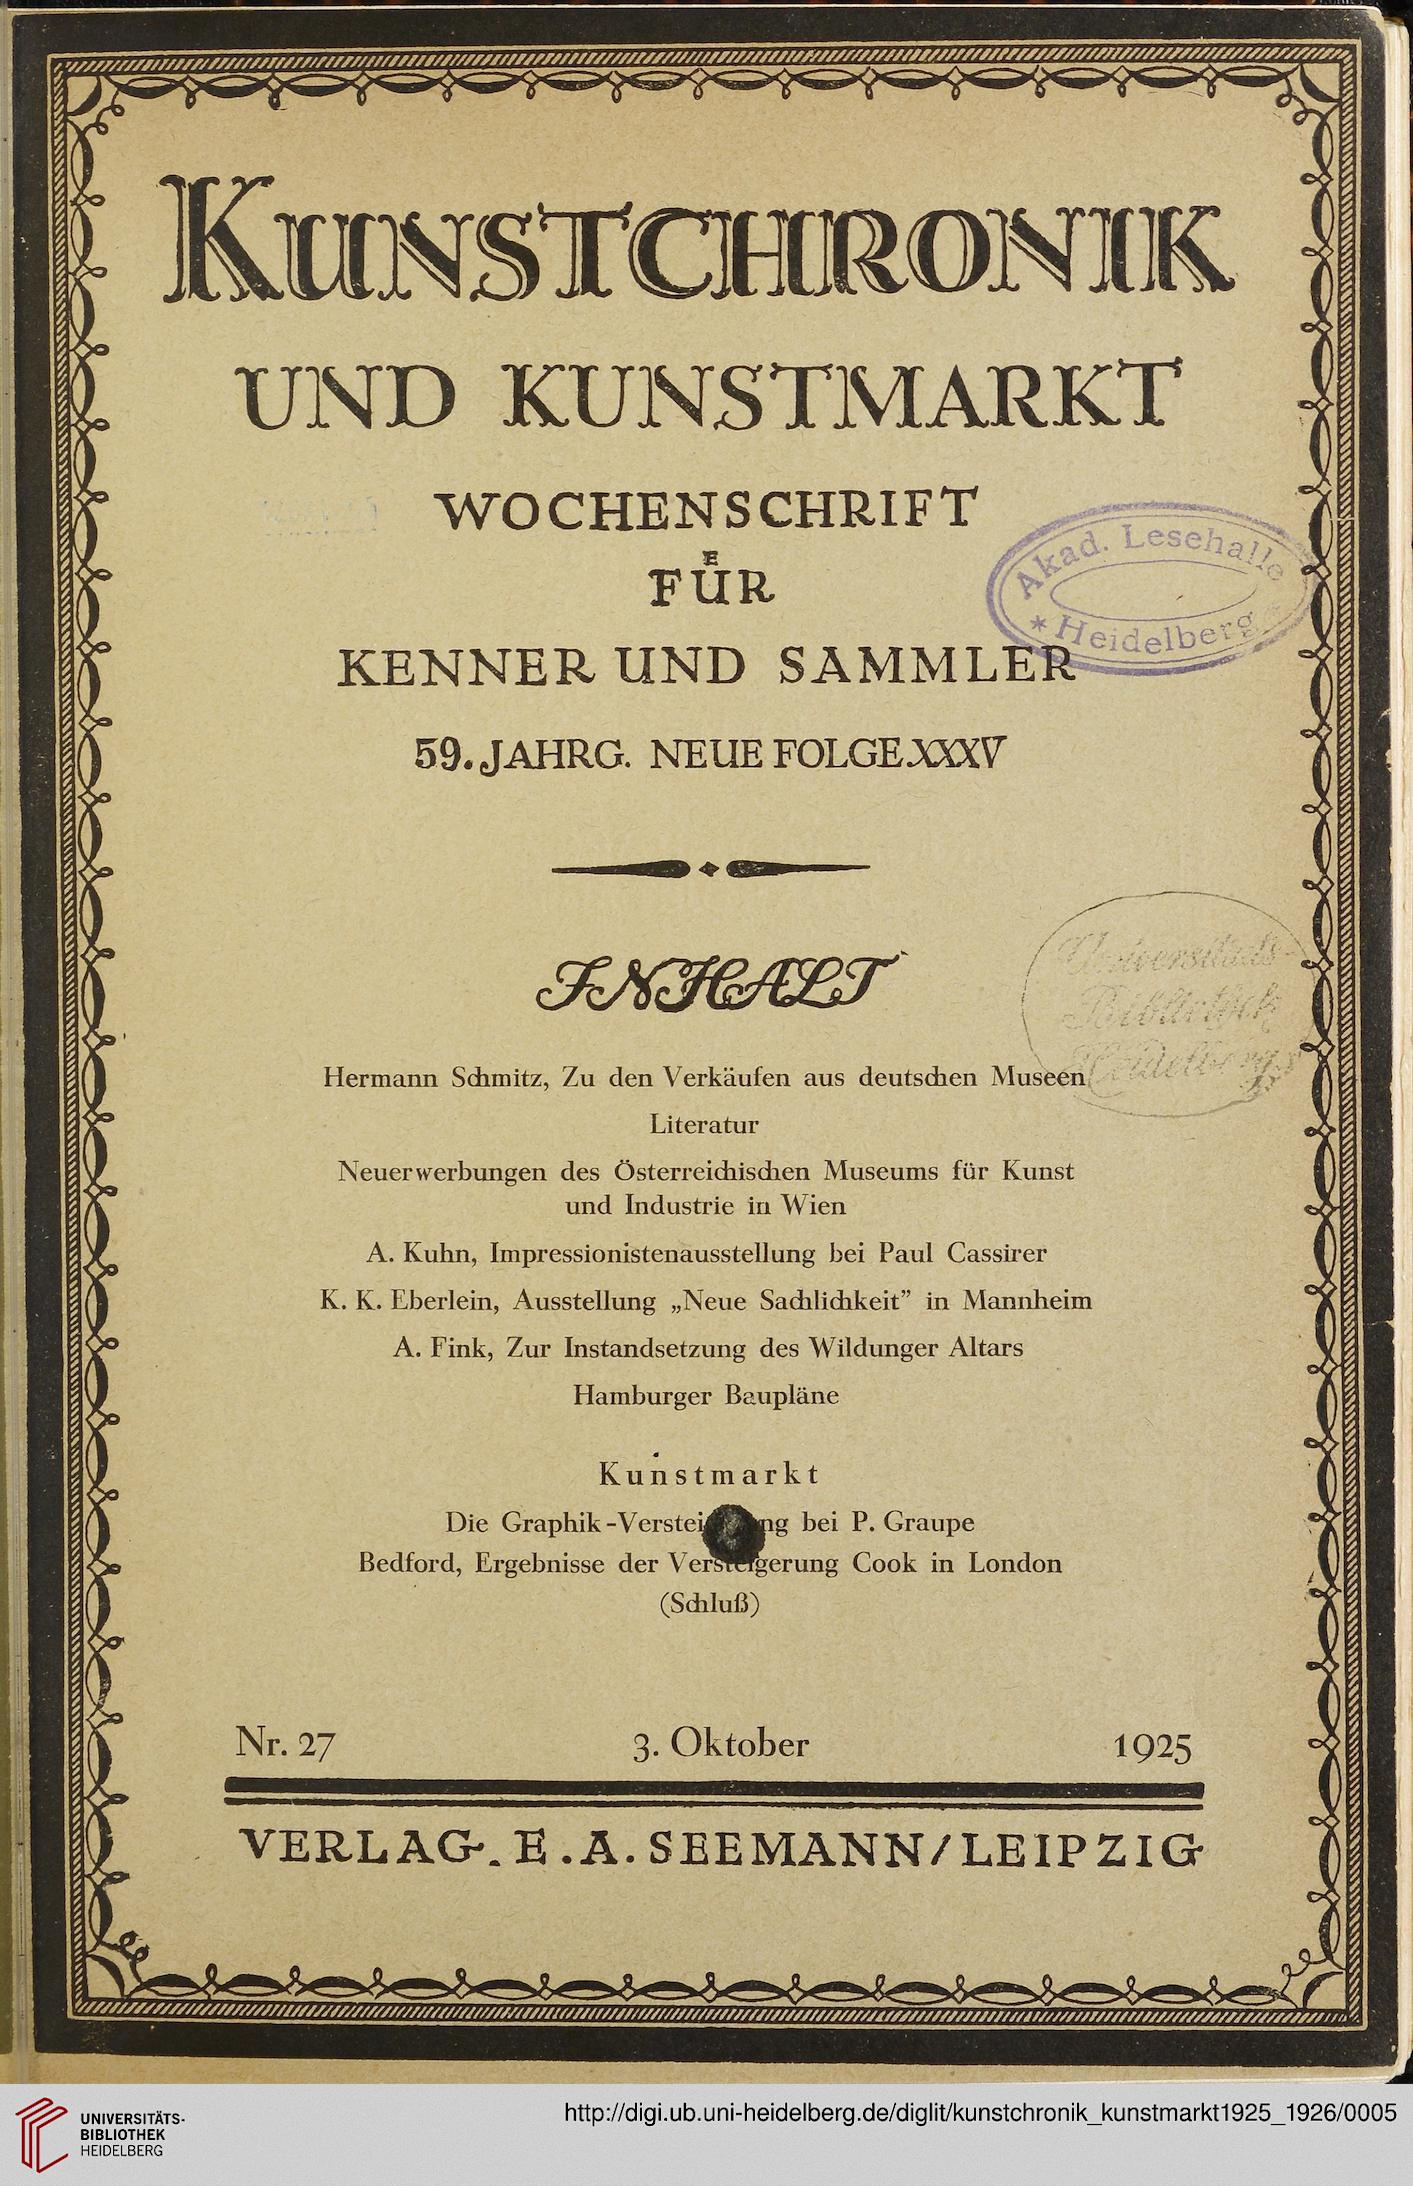 KUNSTCHRONIK
UND KUNSTMARKT
WOCHENSCHRIFT
FÜR
KENNER UND SAMMLER
Akad. Lesehalle
* Heidelberg *
59. JAHRG. NEUE FOLGE XXXV
INHALT
Universitäts-
Bibliothek
Heidelberg
Hermann Schmitz, Zu den Verkäufen aus deutschen Museen
Literatur
Neuerwerbungen des Österreichischen Museums für Kunst
und Industrie in Wien
A. Kuhn, Impressionistenausstellung bei Paul Cassirer
K. K. Eberlein, Ausstellung „Neue Sachlichkeit” in Mannheim
A. Fink, Zur Instandsetzung des Wildunger Altars
Hamburger Baupläne
Kunstmarkt
Die Graphik-Versteigerung bei P. Graupe
Bedford, Ergebnisse der Versteigerung Cook in London
(Schluß)
Nr. 27 3. Oktober 1925
VERLAG. E. A. SEEMANN/LEIPZIG
UNIVERSITÄTS-
BIBLIOTHEK
HEIDELBERG
http://digi.ub.uni-heidelberg.de/diglit/kunstchronik_kunstmarkt1925_1926/0005